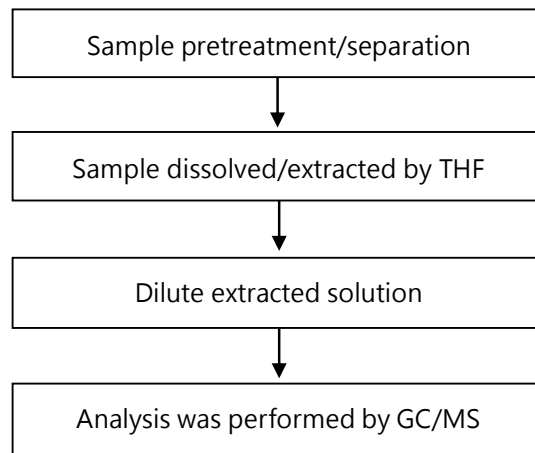 Sample pretreatment/separation
Sample dissolved/extracted by THF
Dilute extracted solution
Analysis was performed by GC/MS